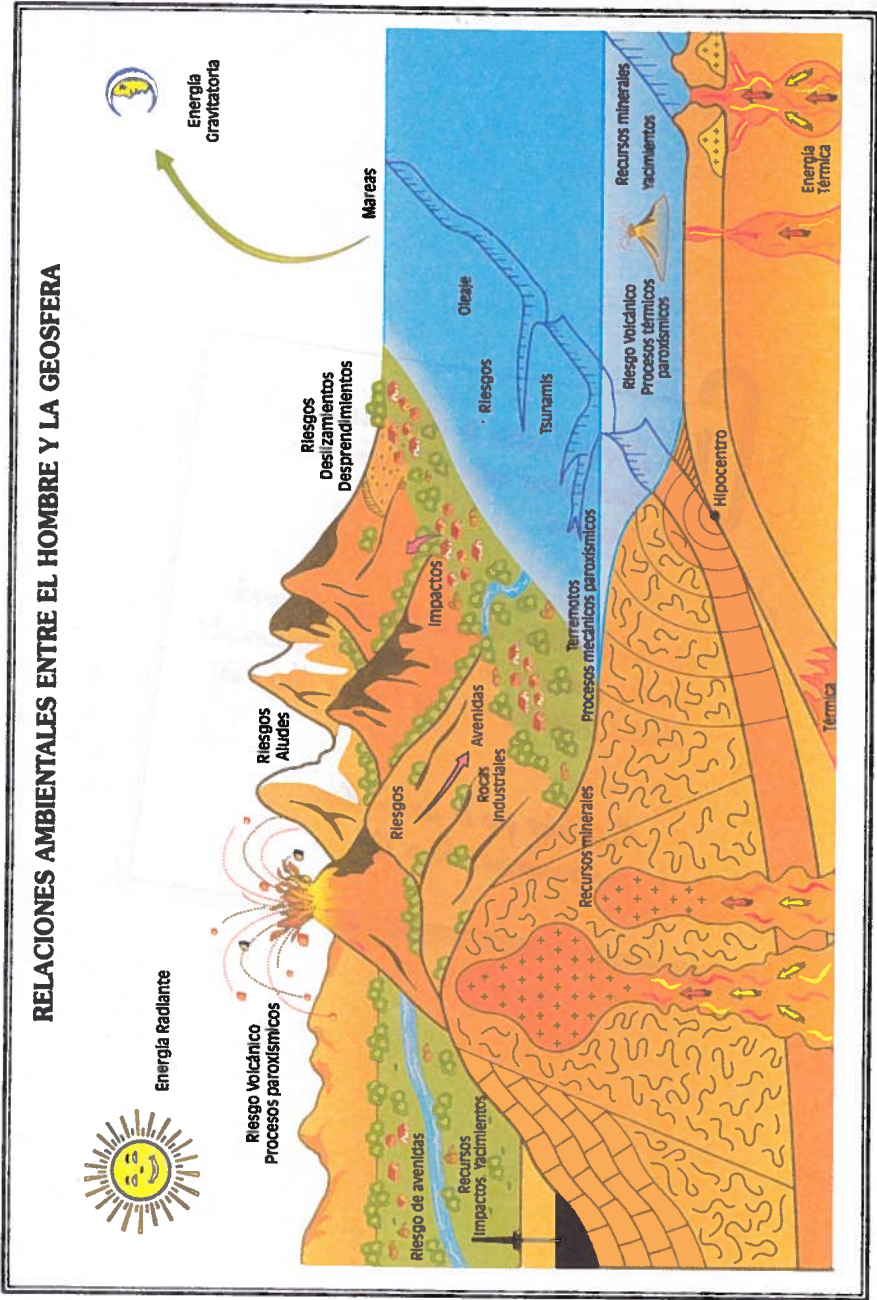 RELACIONES AMBIENTALES ENTRE EL HOMBRE Y LA GEOSFERA
Energía Radiante
Energía
Gravitatoria
Riesgo Volcánico
Procesos paroxísmicos
Riesgos
Aludes
Riesgos
Deslizamientos
Desprendimientos
Mareas
Riesgo de avenidas
Riesgos
Impactos
Oleaje
Avenidas
Riesgos
Recursos
Impactos Yacimientos
Rocas
Industriales
Tsunamis
Terremotos
Procesos mecánicos paroxísmicos
Recursos minerales
Riesgo Volcánico
Procesos térmicos
paroxísmicos
Recursos minerales
Yacimientos
Hipocentro
Térmica
Energía
Térmica